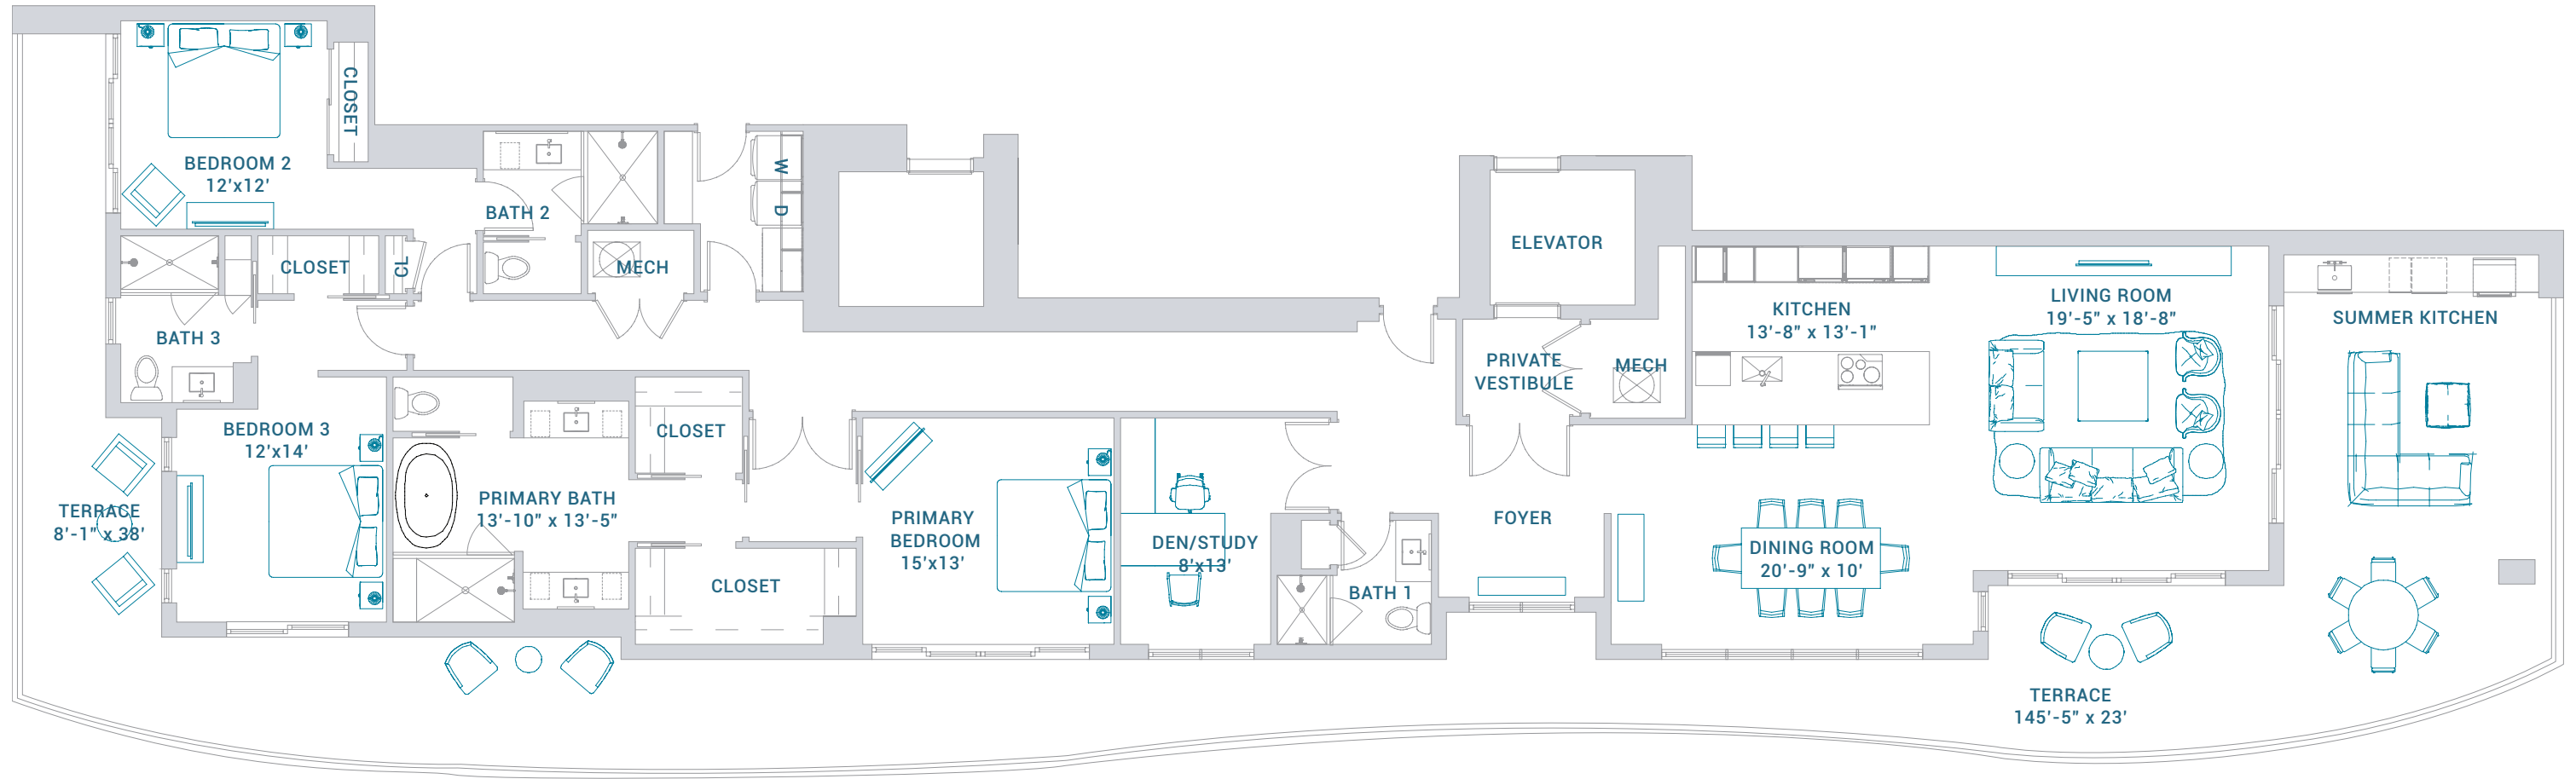 CLOSET
BEDROOM 2
12'x12'
BATH 2
W
D
CLOSET
CL
MECH
BATH 3
BEDROOM 3
12'x14'
TERRACE
8'-1" x 38'
PRIMARY BATH
13'-10" x 13'-5"
CLOSET
CLOSET
PRIMARY
BEDROOM
15'x13'
DEN/STUDY
8'x13'
BATH 1
FOYER
ELEVATOR
PRIVATE
VESTIBULE
MECH
KITCHEN
13'-8" x 13'-1"
LIVING ROOM
19'-5" x 18'-8"
SUMMER KITCHEN
DINING ROOM
20'-9" x 10'
TERRACE
145'-5" x 23'